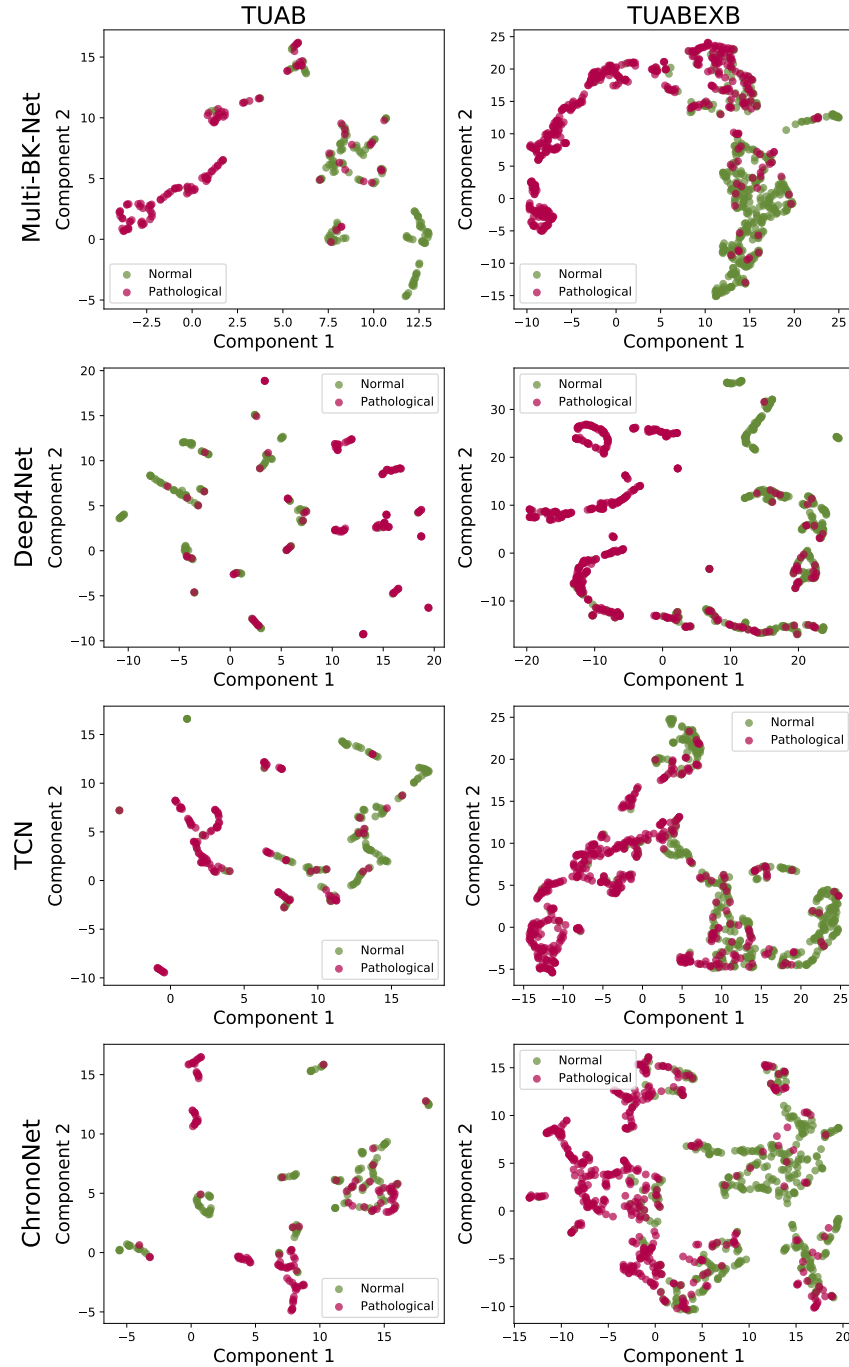 TUAB
TUABEXB
Multi-BK-Net
Component 2
15
10
5
0
−5
Normal
Pathological
−2.5
0.0
2.5
5.0
7.5
10.0
12.5
Component 1
Component 2
25
20
15
10
5
0
−5
−10
−15
Normal
Pathological
−10
−5
0
5
10
15
20
25
Component 1
Deep4Net
Component 2
20
15
10
5
0
−5
−10
Normal
Pathological
−10
−5
0
5
10
15
20
Component 1
Component 2
30
20
10
0
−10
Normal
Pathological
−20
−10
0
10
20
Component 1
TCN
Component 2
15
10
5
0
−5
−10
Normal
Pathological
0
5
10
15
Component 1
Component 2
25
20
15
10
5
0
−5
Normal
Pathological
−15
−10
−5
0
5
10
15
20
25
Component 1
ChronoNet
Component 2
15
10
5
0
−5
Normal
Pathological
−5
0
5
10
15
Component 1
Component 2
15
10
5
0
−5
−10
Normal
Pathological
−15
−10
−5
0
5
10
15
20
Component 1